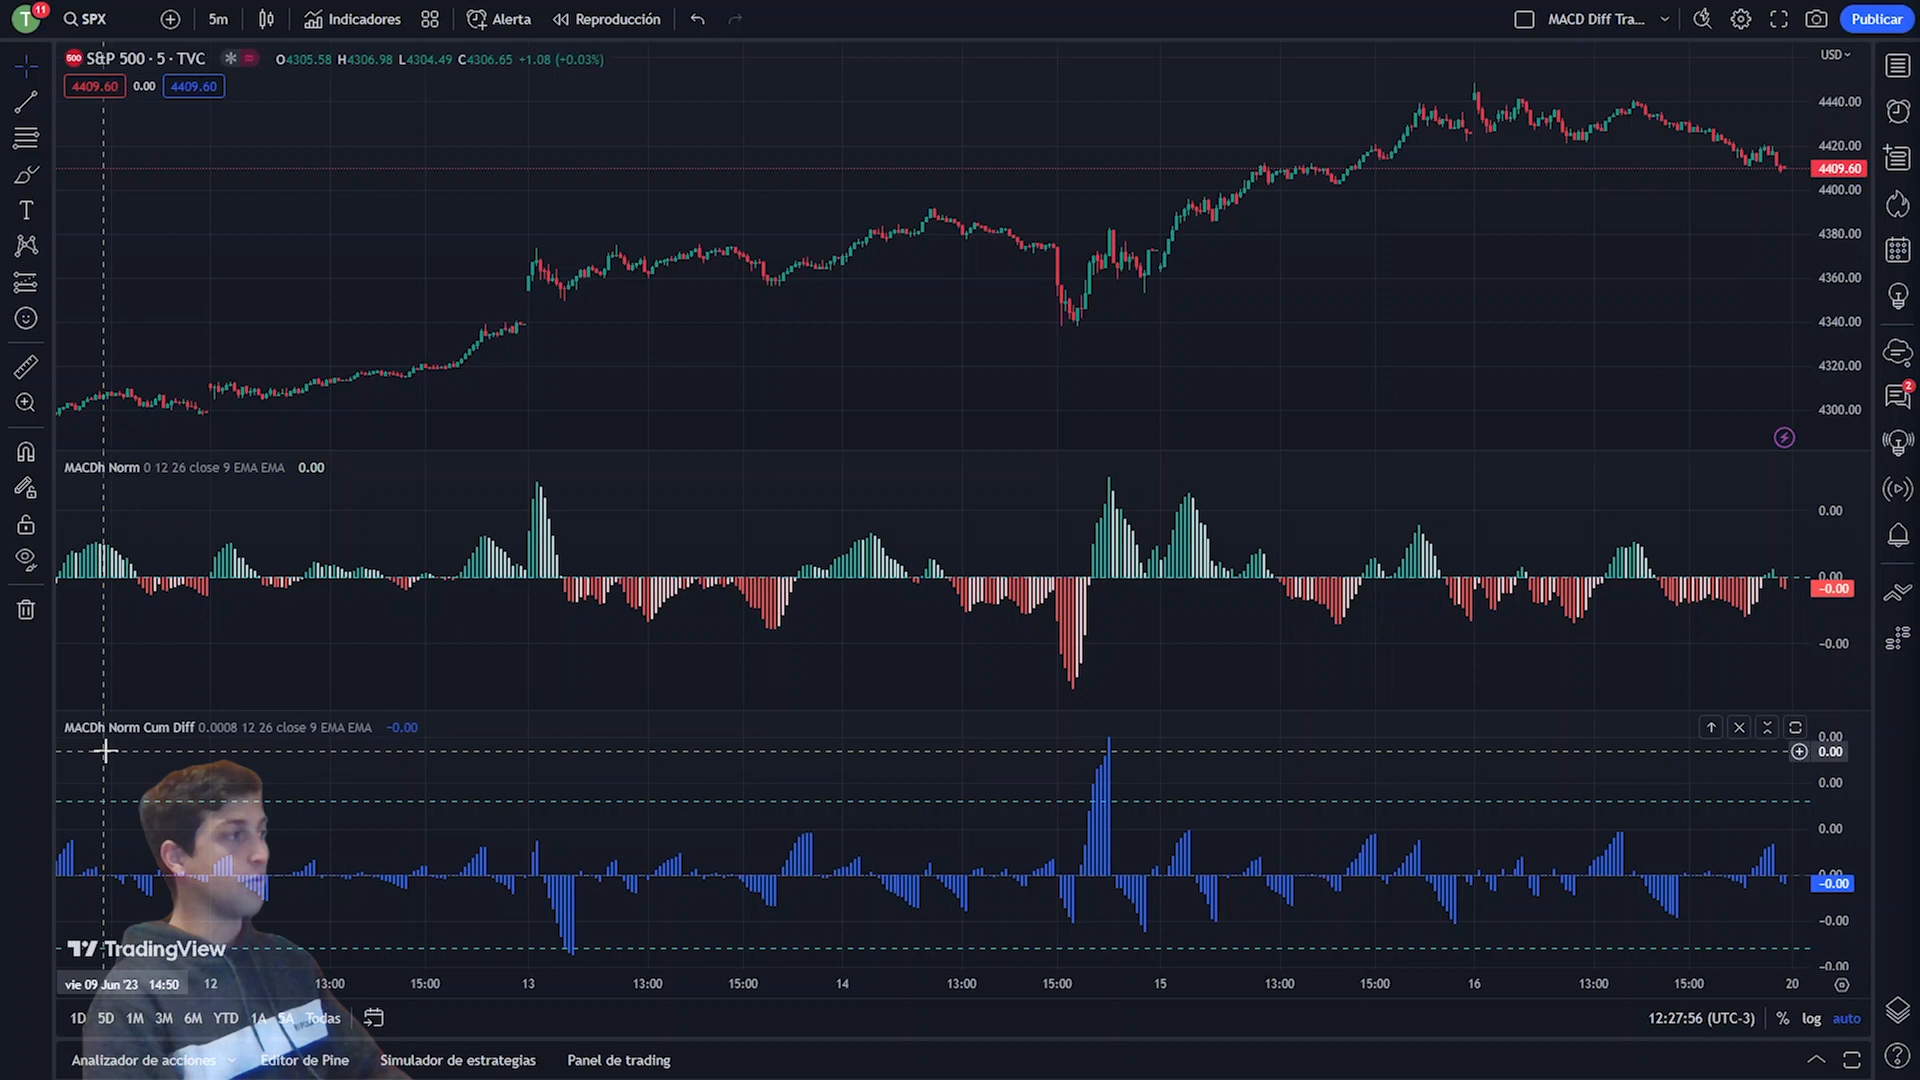 T 11 SPX 5m Indicadores Alerta Reproducción MACD Diff Tra... Publicar
500 S&P 500 · 5 · TVC O4305.58 H4306.98 L4304.49 C4306.65 +1.08 (+0.03%) USD
4409.60 0.00 4409.60
4440.00
4420.00
4409.60
4400.00
4380.00
4360.00
4340.00
4320.00
4300.00
2
MACDh Norm 0 12 26 close 9 EMA EMA 0.00
0.00
0.00
−0.00
−0.00
MACDh Norm Cum Diff 0.0008 12 26 close 9 EMA EMA −0.00
0.00
0.00
0.00
0.00
0.00
−0.00
−0.00
−0.00
TradingView
vie 09 Jun '23 14:50 12 13:00 15:00 13 13:00 15:00 14 13:00 15:00 15 13:00 15:00 16 13:00 15:00 20
1D 5D 1M 3M 6M YTD 1A 5A Todas 12:27:56 (UTC-3) % log auto
Analizador de acciones Editor de Pine Simulador de estrategias Panel de trading